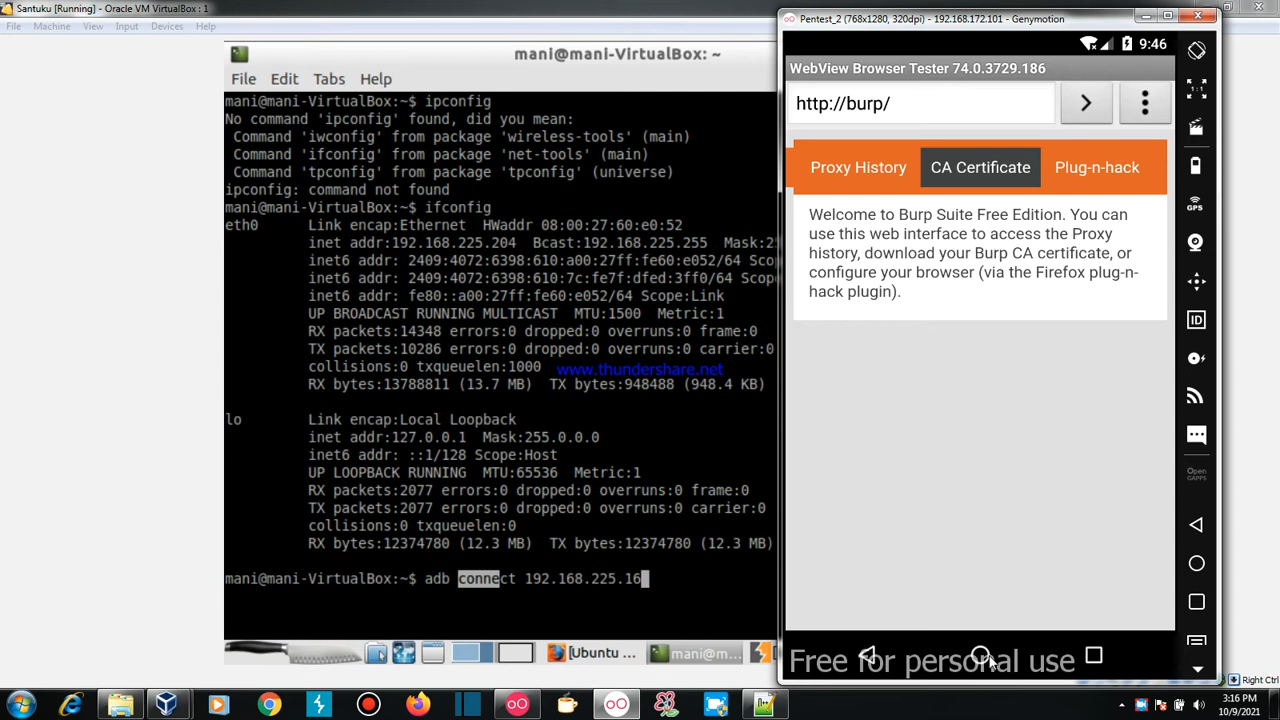 Santuku [Running] - Oracle VM VirtualBox : 1
File Machine View Input Devices Help
mani@mani-VirtualBox: ~
File Edit Tabs Help
mani@mani-VirtualBox:~$ ipconfig
No command 'ipconfig' found, did you mean:
Command 'iwconfig' from package 'wireless-tools' (main)
Command 'ifconfig' from package 'net-tools' (main)
Command 'tpconfig' from package 'tpconfig' (universe)
ipconfig: command not found
mani@mani-VirtualBox:~$ ifconfig
eth0 Link encap:Ethernet HWaddr 08:00:27:60:e0:52
inet addr:192.168.225.204 Bcast:192.168.225.255 Mask:25
inet6 addr: 2409:4072:6398:610:a00:27ff:fe60:e052/64 Sco
inet6 addr: 2409:4072:6398:610:7c:fe7f:dfed:3ff0/64 Scop
inet6 addr: fe80::a00:27ff:fe60:e052/64 Scope:Link
UP BROADCAST RUNNING MULTICAST MTU:1500 Metric:1
RX packets:14348 errors:0 dropped:0 overruns:0 frame:0
TX packets:10286 errors:0 dropped:0 overruns:0 carrier:0
collisions:0 txqueuelen:1000
www.thundershare.net
RX bytes:13788811 (13.7 MB) TX bytes:948488 (948.4 KB)
lo Link encap:Local Loopback
inet addr:127.0.0.1 Mask:255.0.0.0
inet6 addr: ::1/128 Scope:Host
UP LOOPBACK RUNNING MTU:65536 Metric:1
RX packets:2077 errors:0 dropped:0 overruns:0 frame:0
TX packets:2077 errors:0 dropped:0 overruns:0 carrier:0
collisions:0 txqueuelen:0
RX bytes:12374780 (12.3 MB) TX bytes:12374780 (12.3 MB)
mani@mani-VirtualBox:~$ adb connect 192.168.225.16
[Ubuntu ...
mani@m...
Pentest_2 (768x1280, 320dpi) - 192.168.172.101 - Genymotion
9:46
WebView Browser Tester 74.0.3729.186
http://burp/
Proxy History CA Certificate Plug-n-hack
Welcome to Burp Suite Free Edition. You can
use this web interface to access the Proxy
history, download your Burp CA certificate, or
configure your browser (via the Firefox plug-n-
hack plugin).
Free for personal use
1:1
GPS
ID
Open
GAPPS
Right Ctrl
3:16 PM
10/9/2021